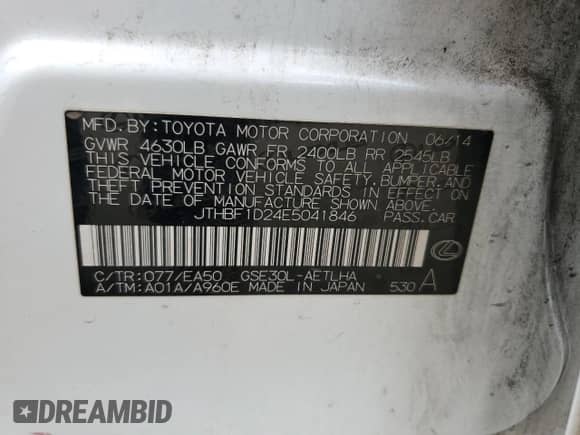 MFD. BY: TOYOTA MOTOR CORPORATION 06/14
GVWR 4630LB GAWR FR 2400LB RR 2545LB
THIS VEHICLE CONFORMS TO ALL APPLICABLE
FEDERAL MOTOR VEHICLE SAFETY, BUMPER, AND
THEFT PREVENTION STANDARDS IN EFFECT ON
THE DATE OF MANUFACTURE SHOWN ABOVE.
JTHBF1D24E5041846 PASS. CAR
C/TR: 077/EA50 GSE30L-AETLHA
A/TM: A01A/A960E MADE IN JAPAN 530 A
DREAMBID